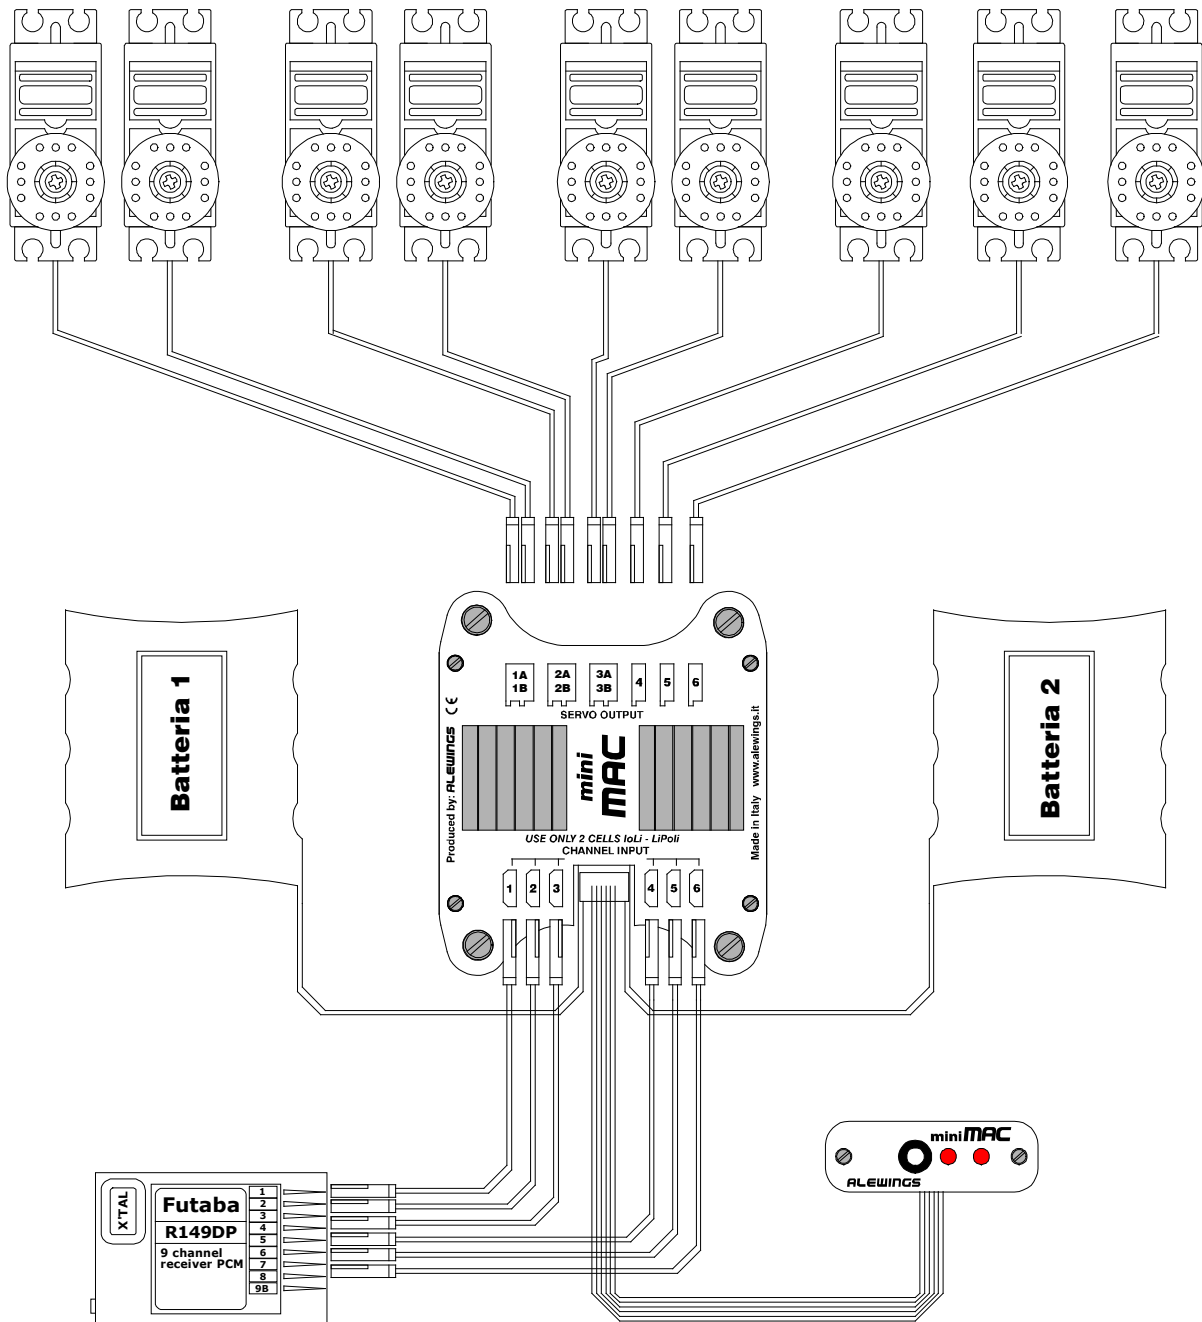 1A 2A 3A
1B 2B 3B 4 5 6
SERVO OUTPUT
Batteria 1
Produced by: ALEWINGS CE
mini
MAC
Made in Italy www.alewings.it
Batteria 2
USE ONLY 2 CELLS IoLi - LiPoli
CHANNEL INPUT
1 2 3 4 5 6
mini MAC
ALEWINGS
X'TAL
Futaba
R149DP
9 channel
receiver PCM
1
2
3
4
5
6
7
8
9B